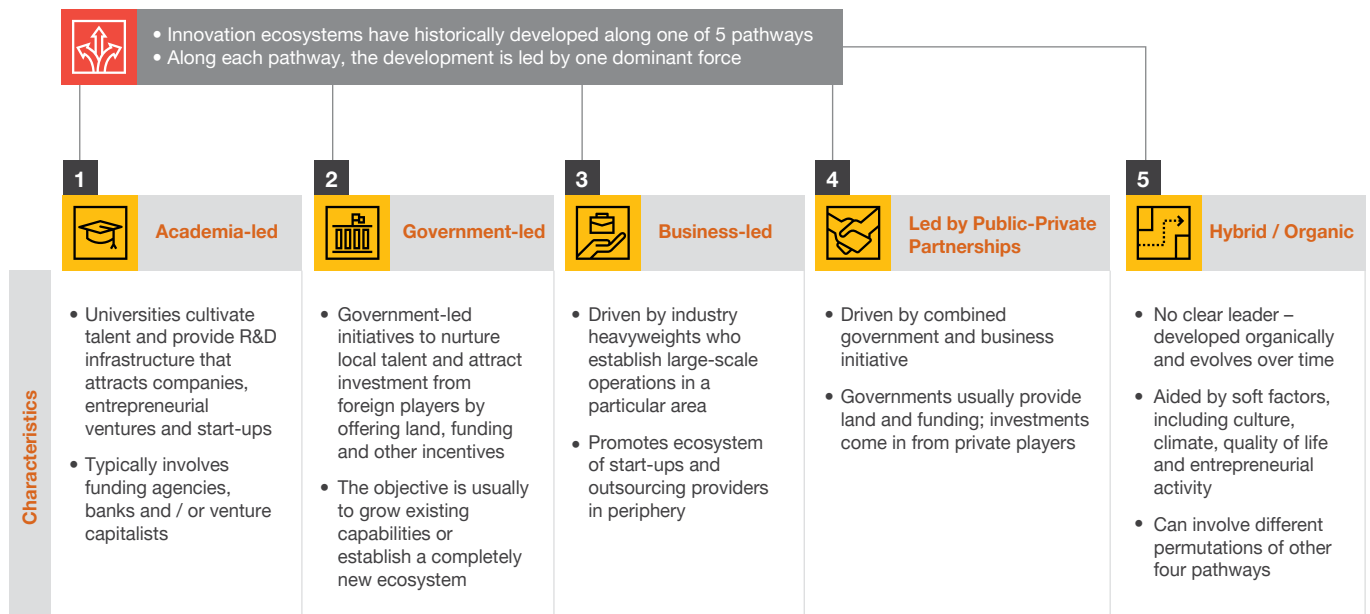 • Innovation ecosystems have historically developed along one of 5 pathways
• Along each pathway, the development is led by one dominant force
1
Academia-led
2
Government-led
3
Business-led
4
Led by Public-Private
Partnerships
5
Hybrid / Organic
Characteristics
• Universities cultivate
talent and provide R&D
infrastructure that
attracts companies,
entrepreneurial
ventures and start-ups
• Typically involves
funding agencies,
banks and / or venture
capitalists
• Government-led
initiatives to nurture
local talent and attract
investment from
foreign players by
offering land, funding
and other incentives
• The objective is usually
to grow existing
capabilities or
establish a completely
new ecosystem
• Driven by industry
heavyweights who
establish large-scale
operations in a
particular area
• Promotes ecosystem
of start-ups and
outsourcing providers
in periphery
• Driven by combined
government and business
initiative
• Governments usually provide
land and funding; investments
come in from private players
• No clear leader –
developed organically
and evolves over time
• Aided by soft factors,
including culture,
climate, quality of life
and entrepreneurial
activity
• Can involve different
permutations of other
four pathways